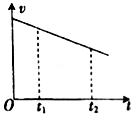 v
O t₁ t₂ t